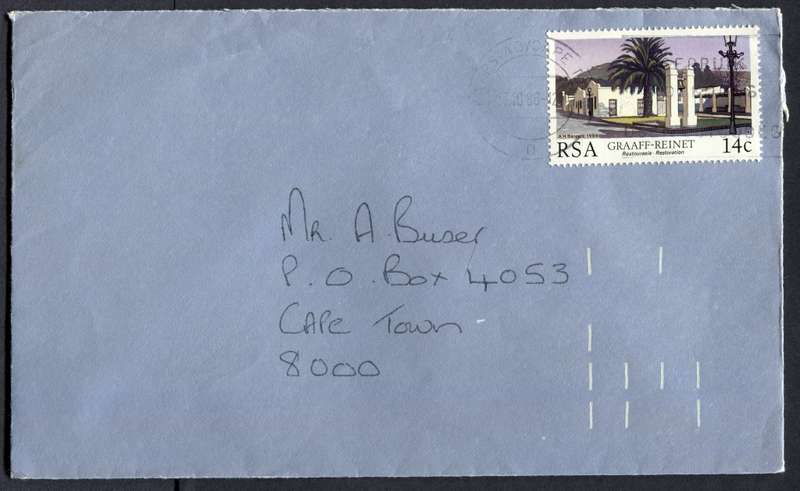 RSA GRAAFF-REINET 14c
Restourasie · Restoration
Mr. A. Buser
P. O. Box 4053
Cape Town
8000